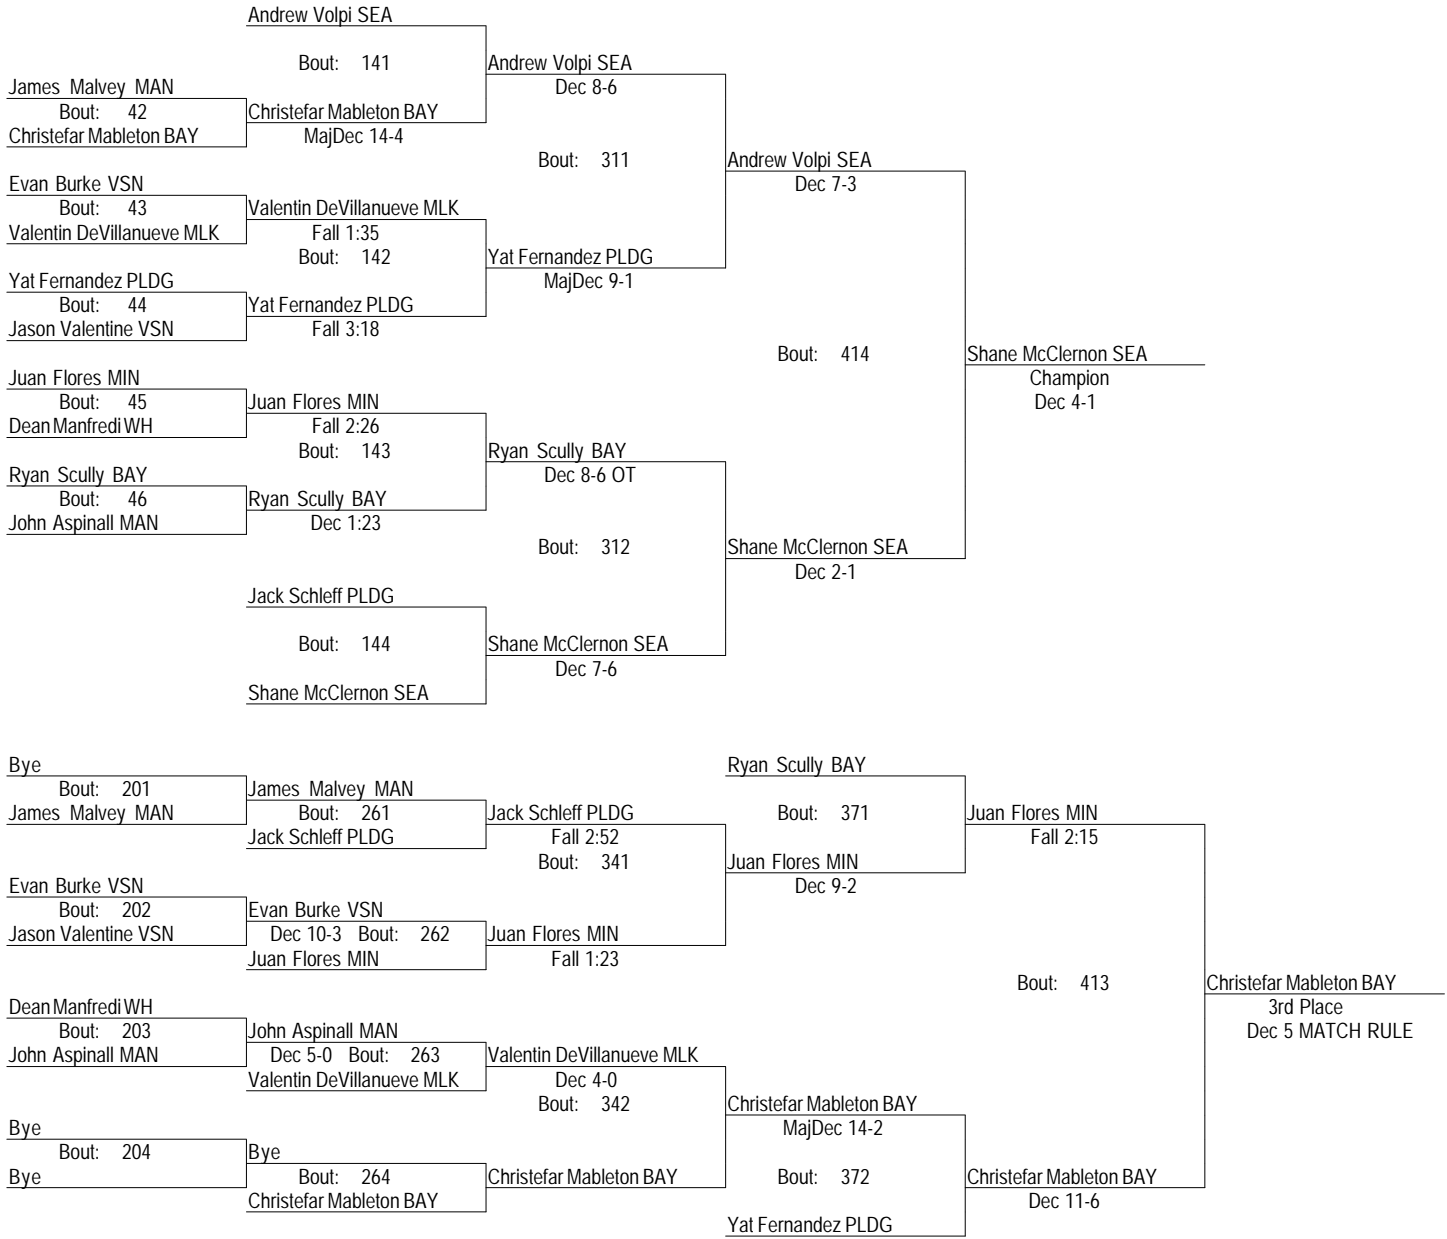 Andrew Volpi SEA
Bout: 141
Andrew Volpi SEA
Dec 8-6
James Malvey MAN
Bout: 42
Christefar Mableton BAY
Christefar Mableton BAY
MajDec 14-4
Bout: 311
Andrew Volpi SEA
Dec 7-3
Evan Burke VSN
Bout: 43
Valentin DeVillanueve MLK
Valentin DeVillanueve MLK
Fall 1:35
Bout: 142
Yat Fernandez PLDG
MajDec 9-1
Yat Fernandez PLDG
Bout: 44
Jason Valentine VSN
Yat Fernandez PLDG
Fall 3:18
Bout: 414
Shane McClernon SEA
Champion
Dec 4-1
Juan Flores MIN
Bout: 45
Dean Manfredi WH
Juan Flores MIN
Fall 2:26
Bout: 143
Ryan Scully BAY
Dec 8-6 OT
Ryan Scully BAY
Bout: 46
John Aspinall MAN
Ryan Scully BAY
Dec 1:23
Bout: 312
Shane McClernon SEA
Dec 2-1
Jack Schleff PLDG
Bout: 144
Shane McClernon SEA
Dec 7-6
Shane McClernon SEA
Bye
Bout: 201
James Malvey MAN
James Malvey MAN
Bout: 261
Jack Schleff PLDG
Jack Schleff PLDG
Fall 2:52
Bout: 341
Ryan Scully BAY
Bout: 371
Juan Flores MIN
Fall 2:15
Juan Flores MIN
Dec 9-2
Evan Burke VSN
Bout: 202
Jason Valentine VSN
Evan Burke VSN
Dec 10-3 Bout: 262
Juan Flores MIN
Juan Flores MIN
Fall 1:23
Bout: 413
Christefar Mableton BAY
3rd Place
Dec 5 MATCH RULE
Dean Manfredi WH
Bout: 203
John Aspinall MAN
John Aspinall MAN
Dec 5-0 Bout: 263
Valentin DeVillanueve MLK
Valentin DeVillanueve MLK
Dec 4-0
Bout: 342
Christefar Mableton BAY
MajDec 14-2
Bye
Bout: 204
Bye
Bye
Bout: 264
Christefar Mableton BAY
Christefar Mableton BAY
Bout: 372
Christefar Mableton BAY
Dec 11-6
Yat Fernandez PLDG